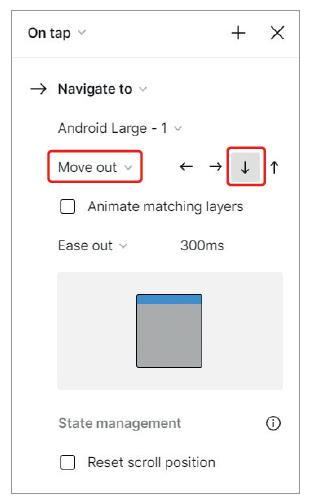 On tap
Navigate to
Android Large - 1
Move out
Animate matching layers
Ease out 300ms
State management
Reset scroll position